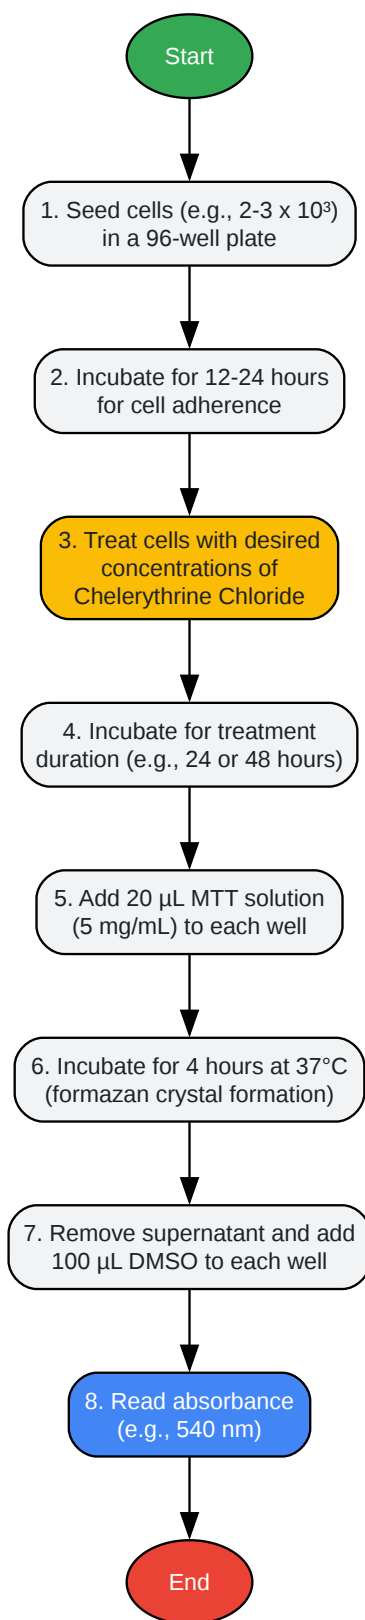 Start
1. Seed cells (e.g., 2-3 x 10³)
in a 96-well plate
2. Incubate for 12-24 hours
for cell adherence
3. Treat cells with desired
concentrations of
Chelerythrine Chloride
4. Incubate for treatment
duration (e.g., 24 or 48 hours)
5. Add 20 µL MTT solution
(5 mg/mL) to each well
6. Incubate for 4 hours at 37°C
(formazan crystal formation)
7. Remove supernatant and add
100 µL DMSO to each well
8. Read absorbance
(e.g., 540 nm)
End